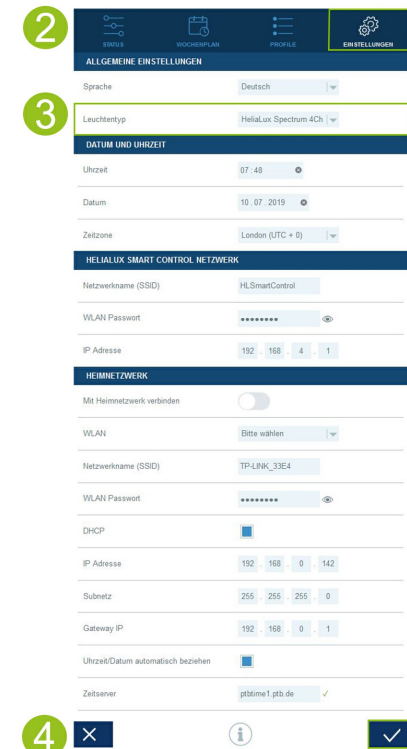 2
STATUS WOCHENPLAN PROFILE EINSTELLUNGEN
ALLGEMEINE EINSTELLUNGEN
Sprache Deutsch
3
Leuchtentyp HeliaLux Spectrum 4Ch
DATUM UND UHRZEIT
Uhrzeit 07 : 48
Datum 10 . 07 . 2019
Zeitzone London (UTC + 0)
HELIALUX SMART CONTROL NETZWERK
Netzwerkname (SSID) HLSmartControl
WLAN Passwort ••••••••
IP Adresse 192 . 168 . 4 . 1
HEIMNETZWERK
Mit Heimnetzwerk verbinden
WLAN Bitte wählen
Netzwerkname (SSID) TP-LINK_33E4
WLAN Passwort ••••••••
DHCP
IP Adresse 192 . 168 . 0 . 142
Subnetz 255 . 255 . 255 . 0
Gateway IP 192 . 168 . 0 . 1
Uhrzeit/Datum automatisch beziehen
Zeitserver ptbtime1.ptb.de ✓
4